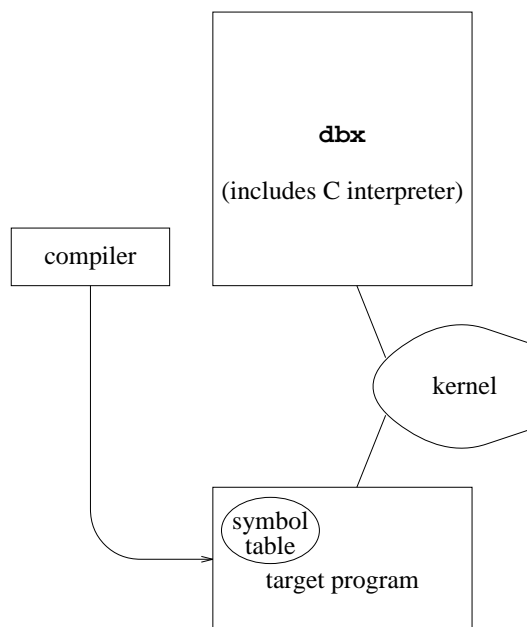 dbx
(includes C interpreter)
compiler
kernel
symbol
table
target program